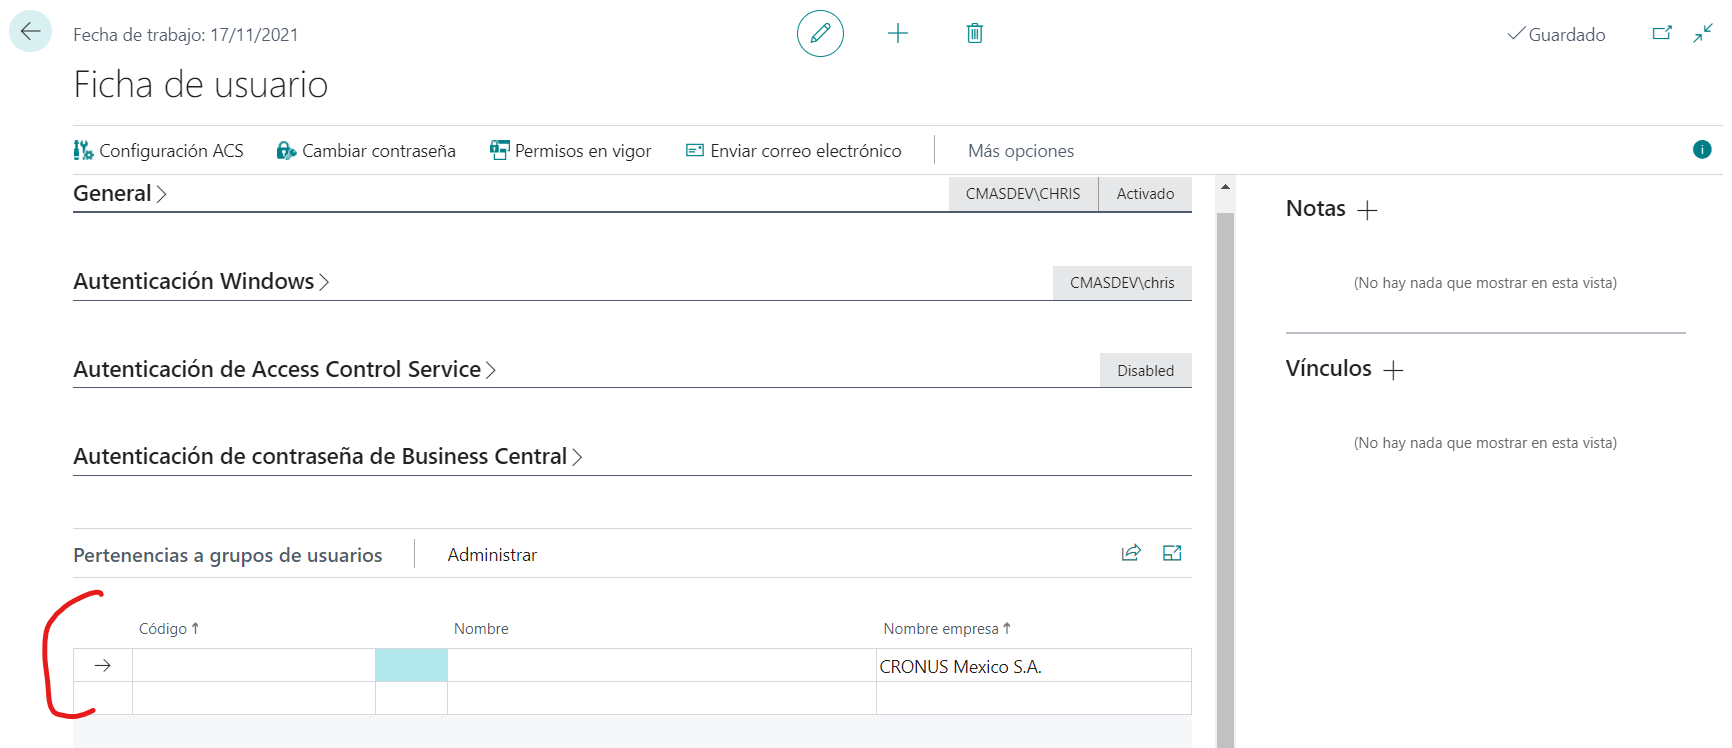 Fecha de trabajo: 17/11/2021
Guardado
Ficha de usuario
Configuración ACS
Cambiar contraseña
Permisos en vigor
Enviar correo electrónico
Más opciones
General
CMASDEV\CHRIS
Activado
Autenticación Windows
CMASDEV\chris
Autenticación de Access Control Service
Disabled
Autenticación de contraseña de Business Central
Pertenencias a grupos de usuarios
Administrar
Código
Nombre
Nombre empresa
CRONUS Mexico S.A.
Notas
(No hay nada que mostrar en esta vista)
Vínculos
(No hay nada que mostrar en esta vista)